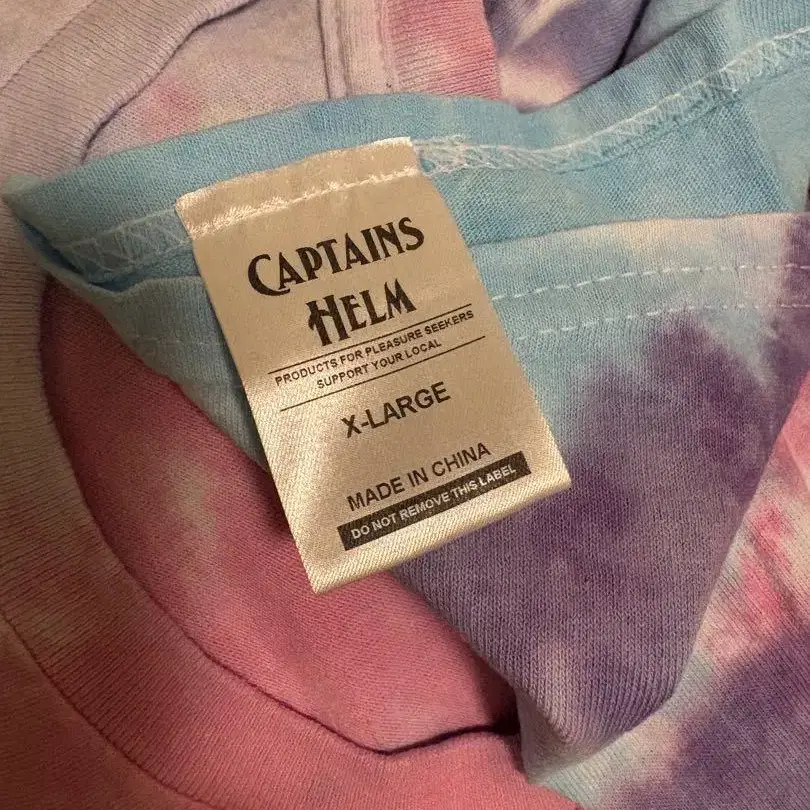 CAPTAINS
HELM
PRODUCTS FOR PLEASURE SEEKERS
SUPPORT YOUR LOCAL
X-LARGE
MADE IN CHINA
DO NOT REMOVE THIS LABEL